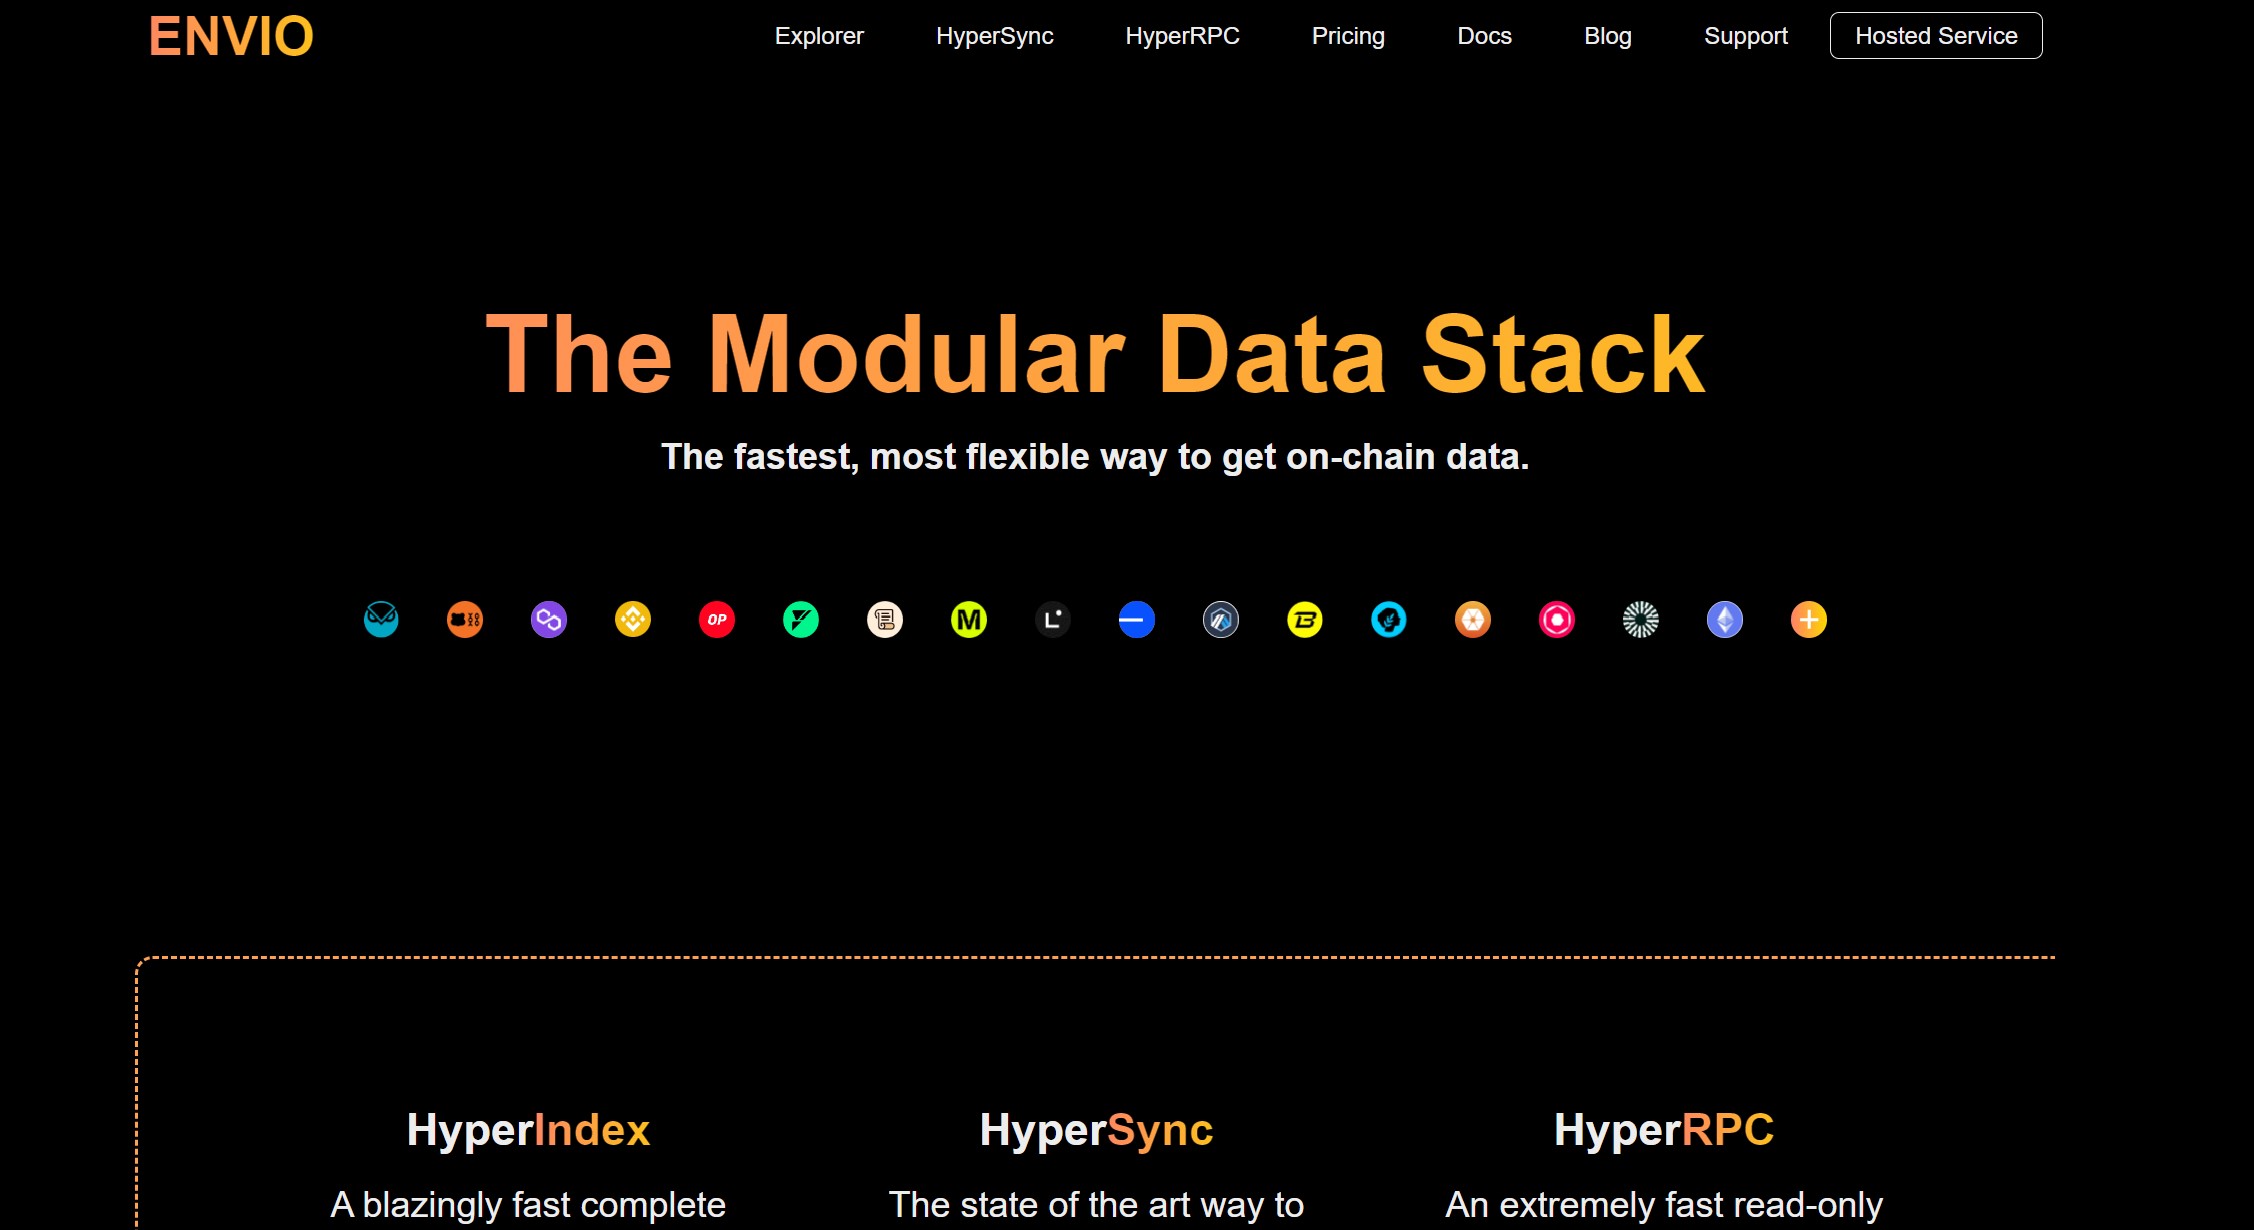 ENVIO
Explorer HyperSync HyperRPC Pricing Docs Blog Support Hosted Service
The Modular Data Stack
The fastest, most flexible way to get on-chain data.
OP M L B
HyperIndex HyperSync HyperRPC
A blazingly fast complete The state of the art way to An extremely fast read-only